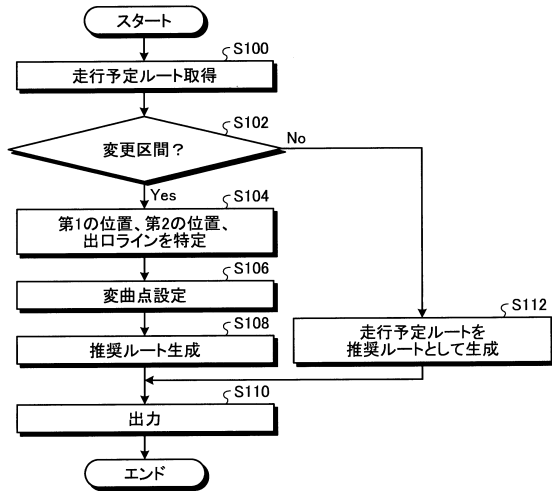 スタート
S100
走行予定ルート取得
S102
変更区間?
No
Yes
S104
第1の位置、第2の位置、
出口ラインを特定
S106
変曲点設定
S108
推奨ルート生成
S112
走行予定ルートを
推奨ルートとして生成
S110
出力
エンド